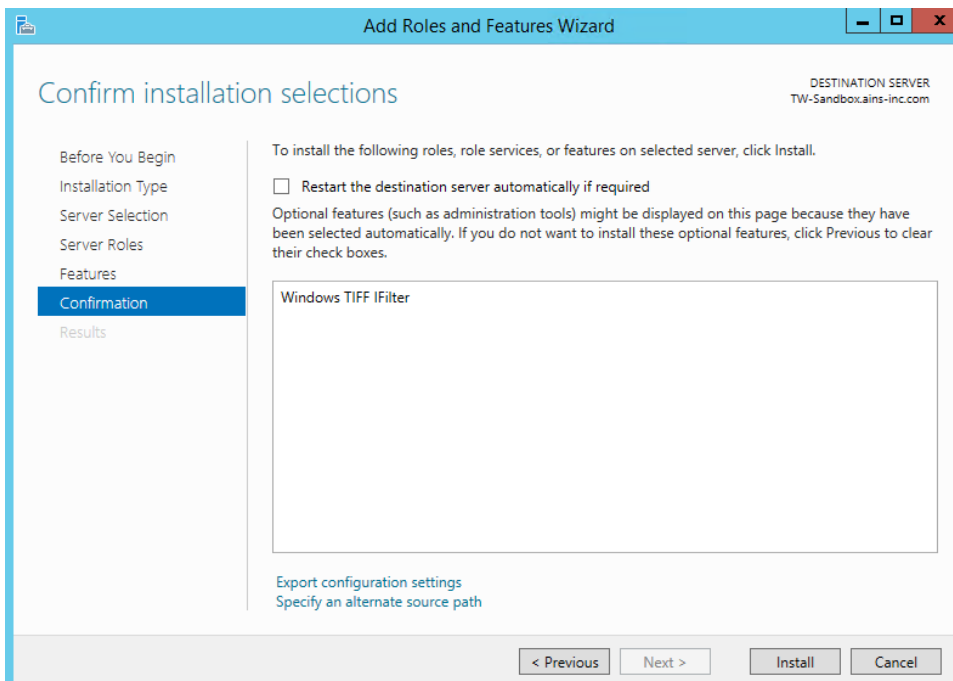 Add Roles and Features Wizard
Confirm installation selections
DESTINATION SERVER
TW-Sandbox.ains-inc.com
Before You Begin
Installation Type
Server Selection
Server Roles
Features
Confirmation
Results
To install the following roles, role services, or features on selected server, click Install.
Restart the destination server automatically if required
Optional features (such as administration tools) might be displayed on this page because they have
been selected automatically. If you do not want to install these optional features, click Previous to clear
their check boxes.
Windows TIFF IFilter
Export configuration settings
Specify an alternate source path
< Previous
Next >
Install
Cancel